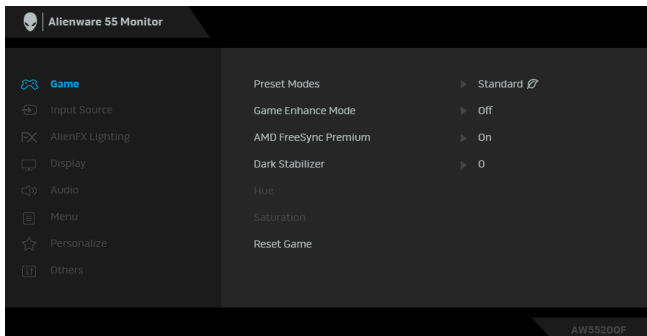 Alienware 55 Monitor
Game
Preset Modes
Standard
Input Source
Game Enhance Mode
Off
AlienFX Lighting
AMD FreeSync Premium
On
Display
Dark Stabilizer
0
Audio
Hue
Menu
Saturation
Personalize
Reset Game
Others
AW5520QF